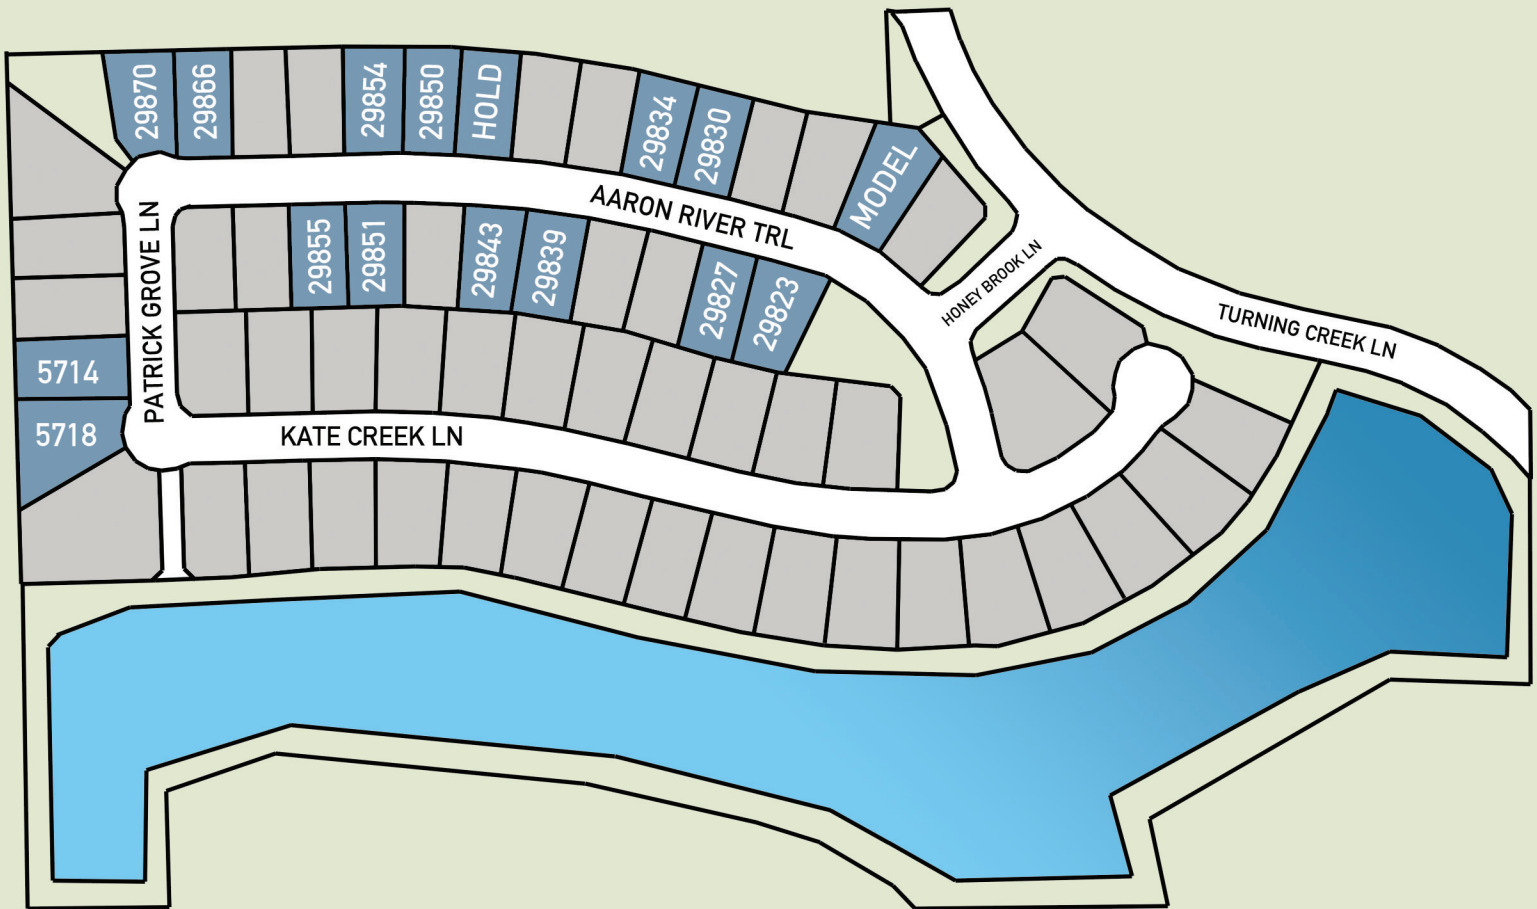 29870
29866
29854
29850
HOLD
29834
29830
MODEL
AARON RIVER TRL
PATRICK GROVE LN
29855
29851
29843
29839
29827
29823
HONEY BROOK LN
TURNING CREEK LN
5714
5718
KATE CREEK LN